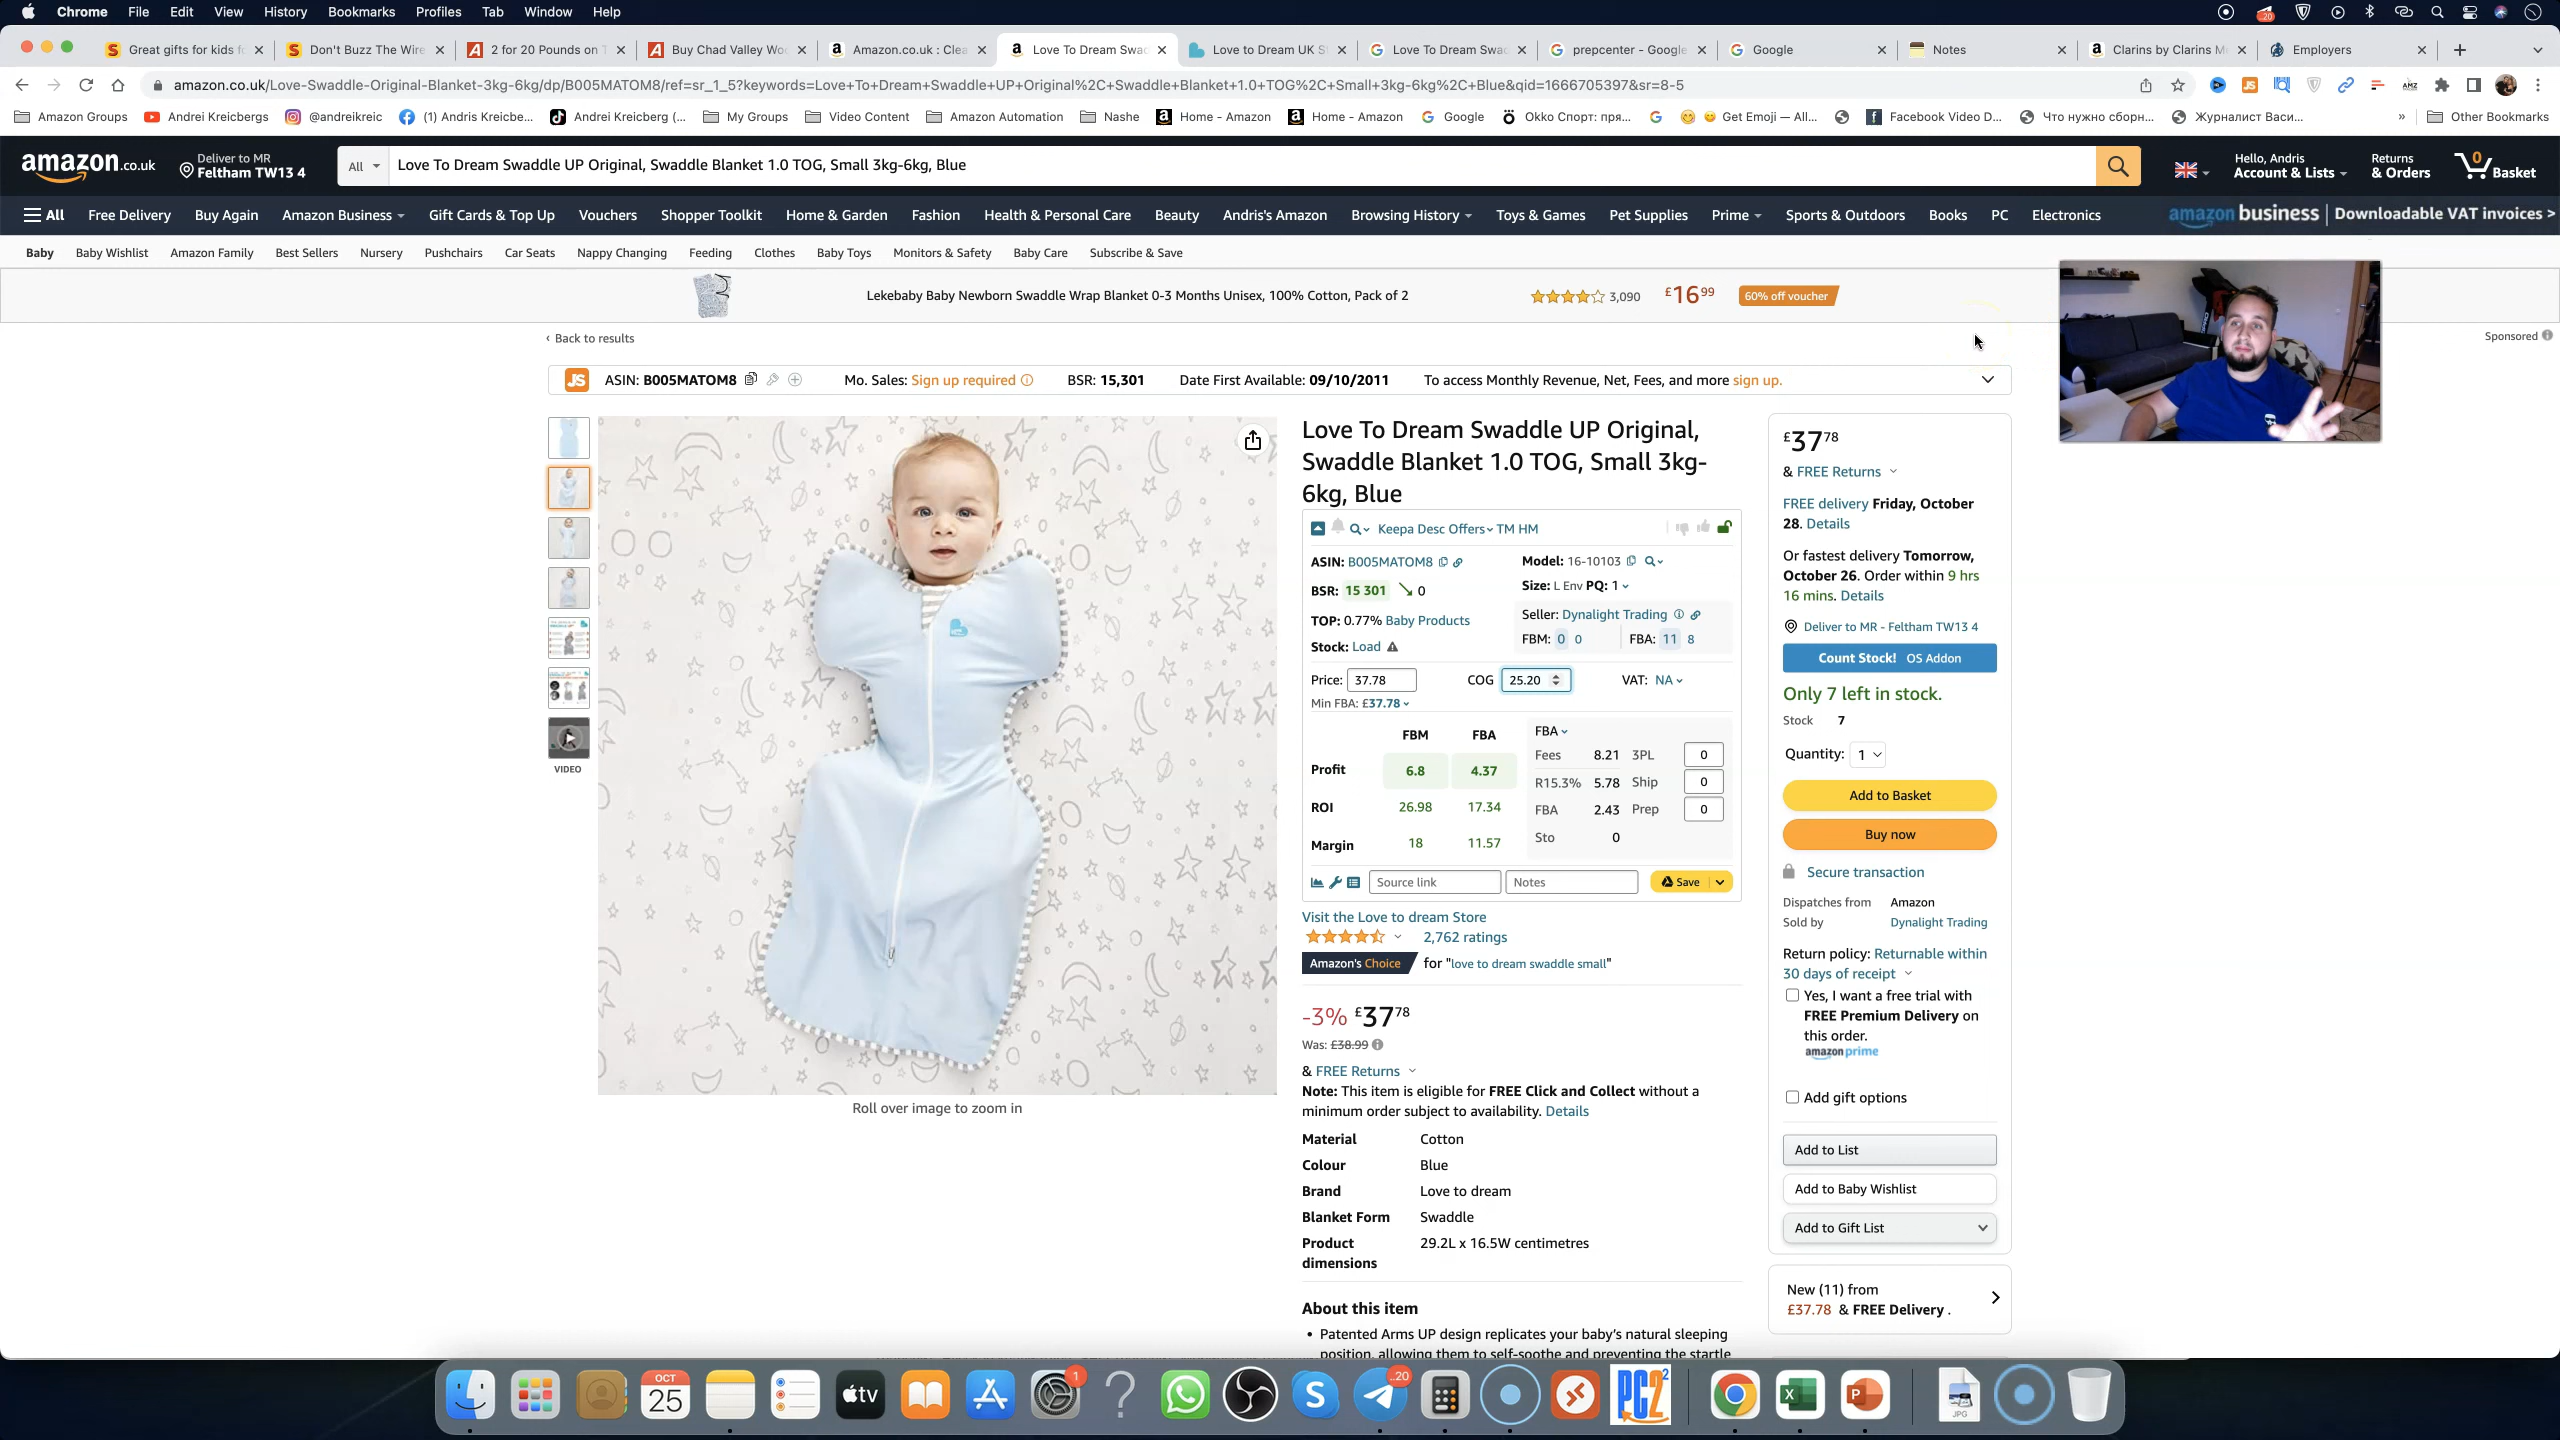 Chrome File Edit View History Bookmarks Profiles Tab Window Help
Great gifts for kids f Don't Buzz The Wire 2 for 20 Pounds on T Buy Chad Valley Wo Amazon.co.uk : Clea Love To Dream Swad Love to Dream UK S Love To Dream Swad prepcenter - Google Google Notes Clarins by Clarins M Employers
amazon.co.uk/Love-Swaddle-Original-Blanket-3kg-6kg/dp/B005MATOM8/ref=sr_1_5?keywords=Love+To+Dream+Swaddle+UP+Original%2C+Swaddle+Blanket+1.0+TOG%2C+Small+3kg-6kg%2C+Blue&qid=1666705397&sr=8-5
Amazon Groups Andrei Kreicbergs @andreikreic (1) Andris Kreicbe... Andrei Kreicberg (... My Groups Video Content Amazon Automation Nashe Home - Amazon Home - Amazon Google Okko Спорт: пря... Get Emoji — All... Facebook Video D... Что нужно сборн... Журналист Васи... » Other Bookmarks
amazon.co.uk
Deliver to MR
Feltham TW13 4
All
Love To Dream Swaddle UP Original, Swaddle Blanket 1.0 TOG, Small 3kg-6kg, Blue
Hello, Andris
Account & Lists
Returns
& Orders
0
Basket
All Free Delivery Buy Again Amazon Business Gift Cards & Top Up Vouchers Shopper Toolkit Home & Garden Fashion Health & Personal Care Beauty Andris's Amazon Browsing History Toys & Games Pet Supplies Prime Sports & Outdoors Books PC Electronics
amazon business | Downloadable VAT invoices >
Baby Baby Wishlist Amazon Family Best Sellers Nursery Pushchairs Car Seats Nappy Changing Feeding Clothes Baby Toys Monitors & Safety Baby Care Subscribe & Save
Lekebaby Baby Newborn Swaddle Wrap Blanket 0-3 Months Unisex, 100% Cotton, Pack of 2 3,090 £16 99 60% off voucher
Sponsored
‹ Back to results
JS ASIN: B005MATOM8 Mo. Sales: Sign up required BSR: 15,301 Date First Available: 09/10/2011 To access Monthly Revenue, Net, Fees, and more sign up.
VIDEO
Roll over image to zoom in
Love To Dream Swaddle UP Original,
Swaddle Blanket 1.0 TOG, Small 3kg-
6kg, Blue
Keepa Desc Offers TM HM
ASIN: B005MATOM8 Model: 16-10103
BSR: 15 301 0 Size: L Env PQ: 1
TOP: 0.77% Baby Products Seller: Dynalight Trading
FBM: 0 0 FBA: 11 8
Stock: Load
Price: 37.78 COG 25.20 VAT: NA
Min FBA: £37.78
FBM FBA FBA
Fees 8.21 3PL 0
Profit 6.8 4.37
R15.3% 5.78 Ship 0
ROI 26.98 17.34 FBA 2.43 Prep 0
Sto 0
Margin 18 11.57
Source link Notes Save
Visit the Love to dream Store
2,762 ratings
Amazon's Choice for "love to dream swaddle small"
-3% £37 78
Was: £38.99
& FREE Returns
Note: This item is eligible for FREE Click and Collect without a
minimum order subject to availability. Details
Material Cotton
Colour Blue
Brand Love to dream
Blanket Form Swaddle
Product 29.2L x 16.5W centimetres
dimensions
About this item
• Patented Arms UP design replicates your baby's natural sleeping
position, allowing them to self-soothe and preventing the startle
£37 78
& FREE Returns
FREE delivery Friday, October
28. Details
Or fastest delivery Tomorrow,
October 26. Order within 9 hrs
16 mins. Details
Deliver to MR - Feltham TW13 4
Count Stock! OS Addon
Only 7 left in stock.
Stock 7
Quantity: 1
Add to Basket
Buy now
Secure transaction
Dispatches from Amazon
Sold by Dynalight Trading
Return policy: Returnable within
30 days of receipt
Yes, I want a free trial with
FREE Premium Delivery on
this order.
amazon prime
Add gift options
Add to List
Add to Baby Wishlist
Add to Gift List
New (11) from
£37.78 & FREE Delivery .
OCT
25
tv
1
20
PC2
JPG